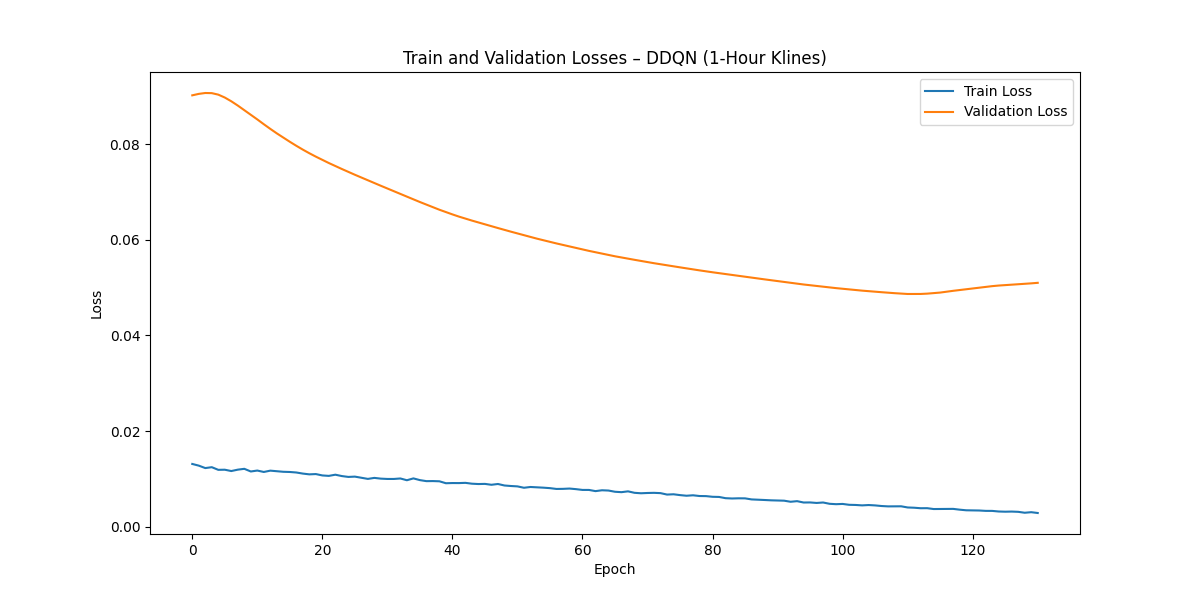 Train and Validation Losses – DDQN (1-Hour Klines)
Train Loss
Validation Loss
0.08
0.06
0.04
0.02
0.00
Loss
0 20 40 60 80 100 120
Epoch